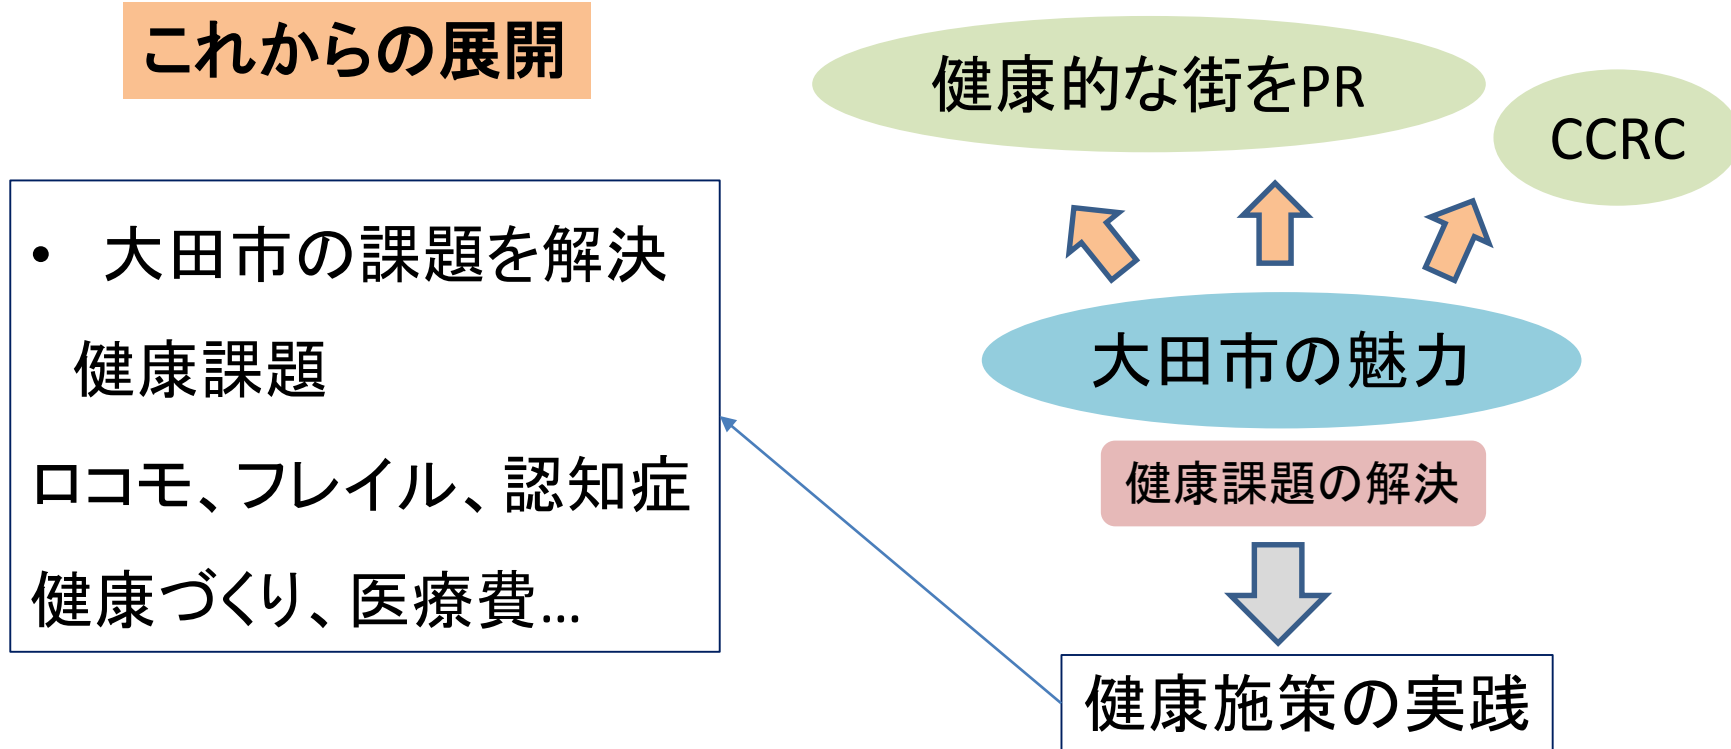 これからの展開
健康的な街をPR
CCRC
• 大田市の課題を解決
健康課題
ロコモ、フレイル、認知症
健康づくり、医療費…
大田市の魅力
健康課題の解決
健康施策の実践